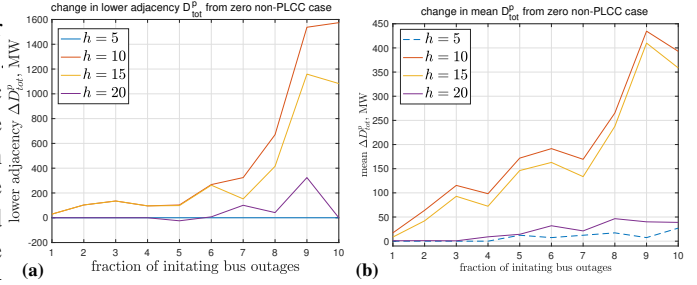 change in lower adjacency D^p_tot from zero non-PLCC case
lower adjacency ΔD^p_tot, MW
1600
1400
1200
1000
800
600
400
200
0
-200
h = 5
h = 10
h = 15
h = 20
1 2 3 4 5 6 7 8 9 10
(a) fraction of initating bus outages
change in mean D^p_tot from zero non-PLCC case
mean ΔD^p_tot, MW
450
400
350
300
250
200
150
100
50
0
h = 5
h = 10
h = 15
h = 20
1 2 3 4 5 6 7 8 9 10
(b) fraction of initating bus outages